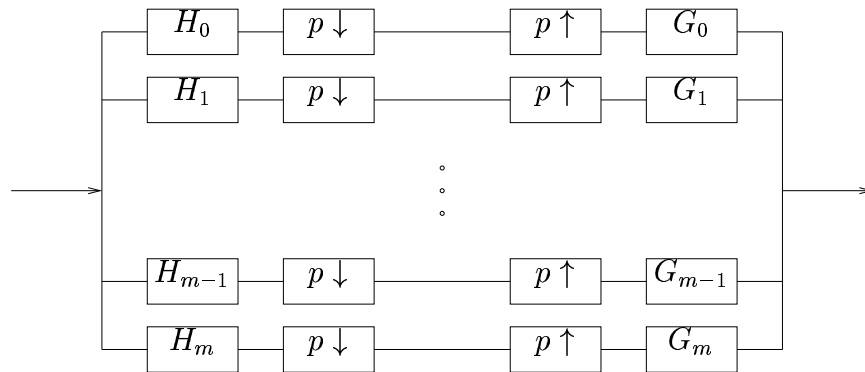 H₀ p ↓ p ↑ G₀
H₁ p ↓ p ↑ G₁
Hₘ₋₁ p ↓ p ↑ Gₘ₋₁
Hₘ p ↓ p ↑ Gₘ